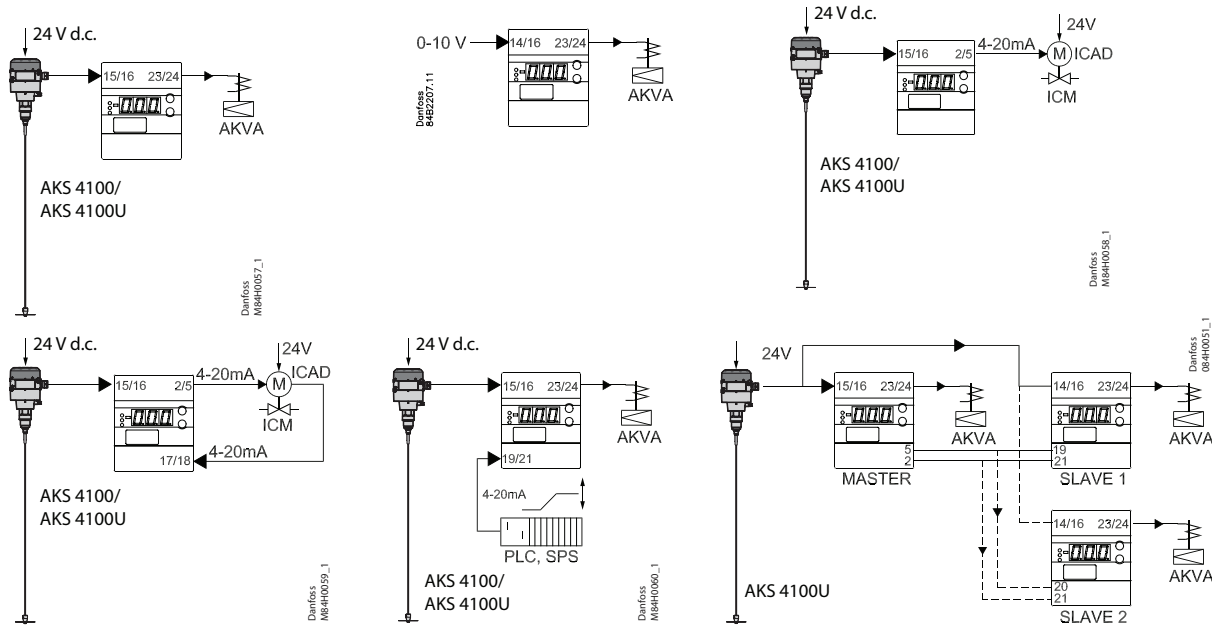 24 V d.c.
15/16 23/24
AKVA
AKS 4100/
AKS 4100U
Danfoss
M84H0057_1
0-10 V
14/16 23/24
AKVA
Danfoss
84B2207.11
24 V d.c.
15/16 2/5
4-20mA
24V
M
ICAD
ICM
AKS 4100/
AKS 4100U
Danfoss
M84H0058_1
24 V d.c.
15/16 2/5
4-20mA
24V
M
ICAD
ICM
17/18
4-20mA
AKS 4100/
AKS 4100U
Danfoss
M84H0059_1
24 V d.c.
15/16 23/24
AKVA
19/21
4-20mA
PLC, SPS
AKS 4100/
AKS 4100U
Danfoss
M84H0060_1
24V
15/16 23/24
AKVA
5
2
MASTER
14/16 23/24
AKVA
19
21
SLAVE 1
14/16 23/24
AKVA
20
21
SLAVE 2
AKS 4100U
Danfoss
084H0051_1